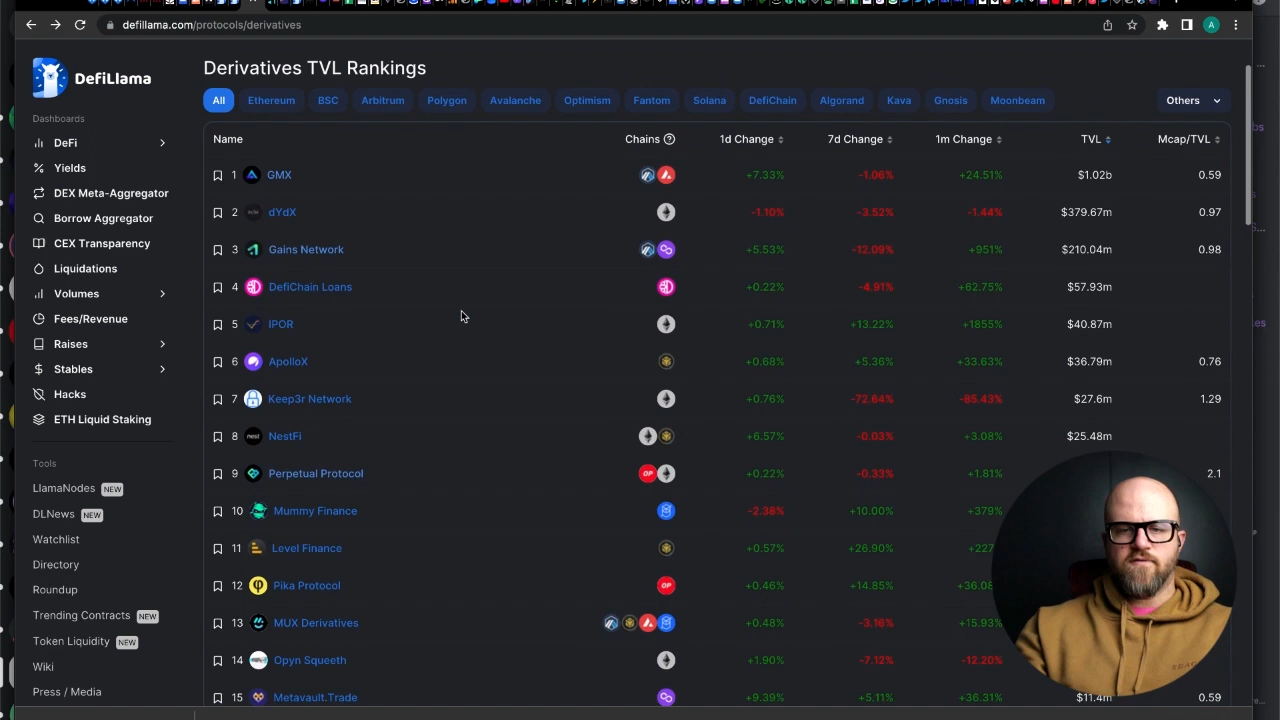 defillama.com/protocols/derivatives
A
DefiLlama
Dashboards
DeFi
Yields
DEX Meta-Aggregator
Borrow Aggregator
CEX Transparency
Liquidations
Volumes
Fees/Revenue
Raises
Stables
Hacks
ETH Liquid Staking
Tools
LlamaNodes NEW
DLNews NEW
Watchlist
Directory
Roundup
Trending Contracts NEW
Token Liquidity NEW
Wiki
Press / Media
Derivatives TVL Rankings
All Ethereum BSC Arbitrum Polygon Avalanche Optimism Fantom Solana DefiChain Algorand Kava Gnosis Moonbeam Others
Name Chains 1d Change 7d Change 1m Change TVL Mcap/TVL
1 GMX +7.33% -1.06% +24.51% $1.02b 0.59
2 dYdX -1.10% -3.52% -1.44% $379.67m 0.97
3 Gains Network +5.53% -12.09% +951% $210.04m 0.98
4 DefiChain Loans +0.22% -4.91% +62.75% $57.93m
5 IPOR +0.71% +13.22% +1855% $40.87m
6 ApolloX +0.68% +5.36% +33.63% $36.79m 0.76
7 Keep3r Network +0.76% -72.64% -85.43% $27.6m 1.29
8 nest NestFi +6.57% -0.03% +3.08% $25.48m
9 Perpetual Protocol OP +0.22% -0.33% +1.81% 2.1
10 Mummy Finance -2.38% +10.00% +379%
11 Level Finance +0.57% +26.90% +227
12 Pika Protocol OP +0.46% +14.85% +36.08
13 MUX Derivatives +0.48% -3.16% +15.93%
14 Opyn Squeeth +1.90% -7.12% -12.20%
15 Metavault.Trade +9.39% +5.11% +36.31% $11.4m 0.59